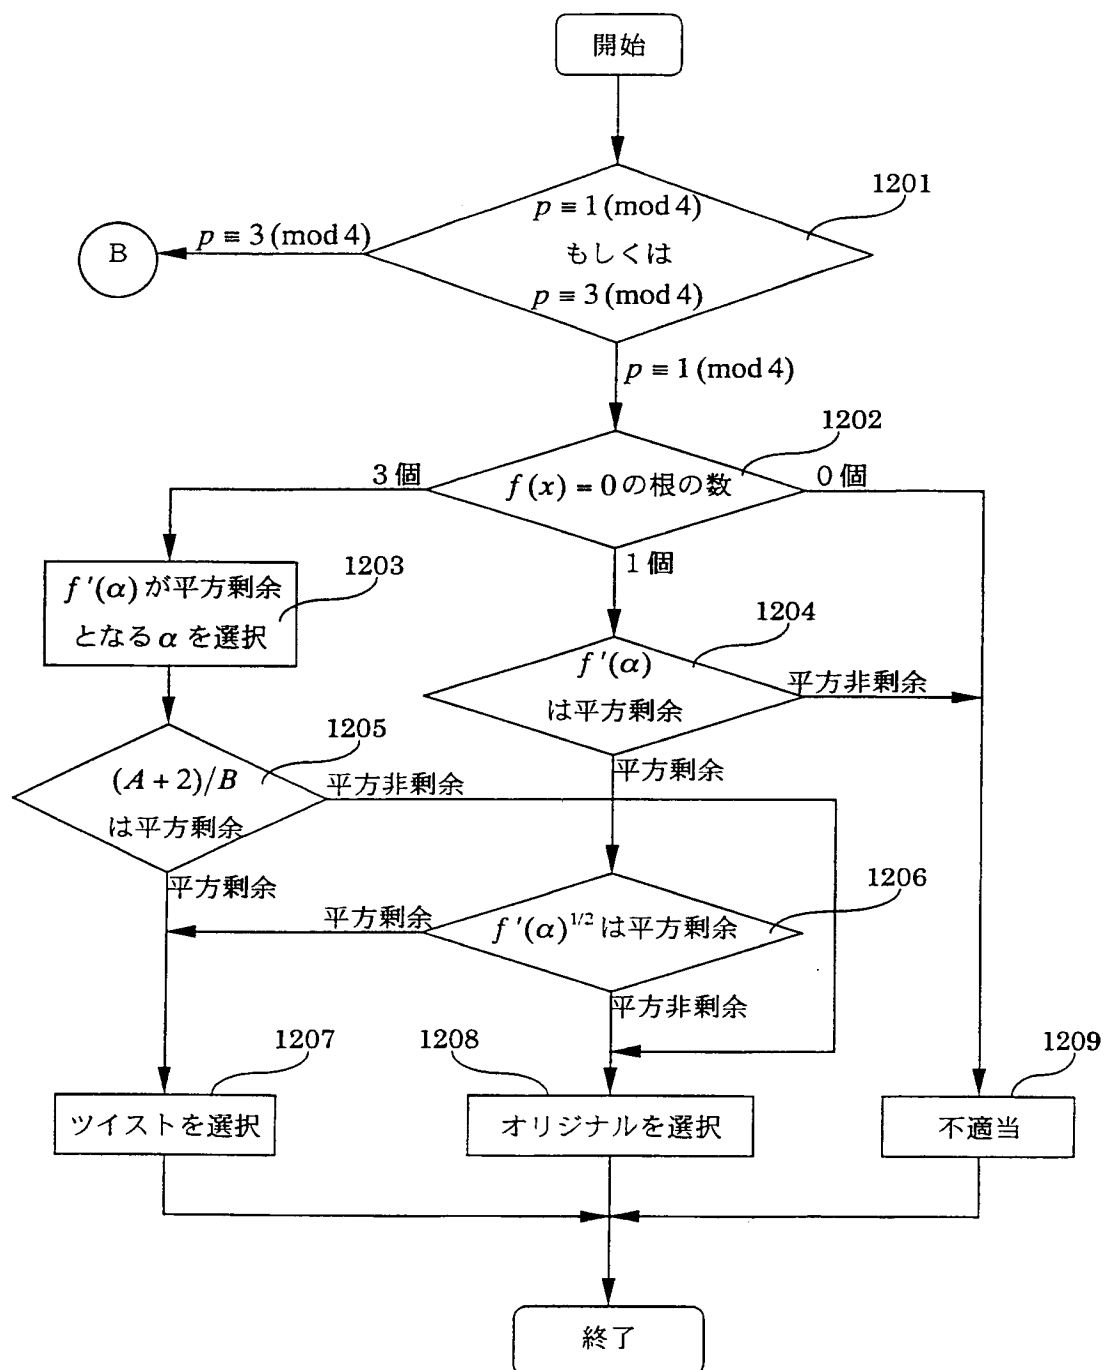 開始
1201
p ≡ 1 (mod 4)
もしくは
p ≡ 3 (mod 4)
p ≡ 3 (mod 4)
B
p ≡ 1 (mod 4)
1202
3個
f(x) = 0の根の数
0個
1個
1203
f'(α)が平方剰余
となるαを選択
1204
f'(α)
は平方剰余
平方非剰余
平方剰余
1205
(A + 2)/B
は平方剰余
平方非剰余
平方剰余
1206
平方剰余
f'(α)^{1/2}は平方剰余
平方非剰余
1207
1208
1209
ツイストを選択
オリジナルを選択
不適当
終了